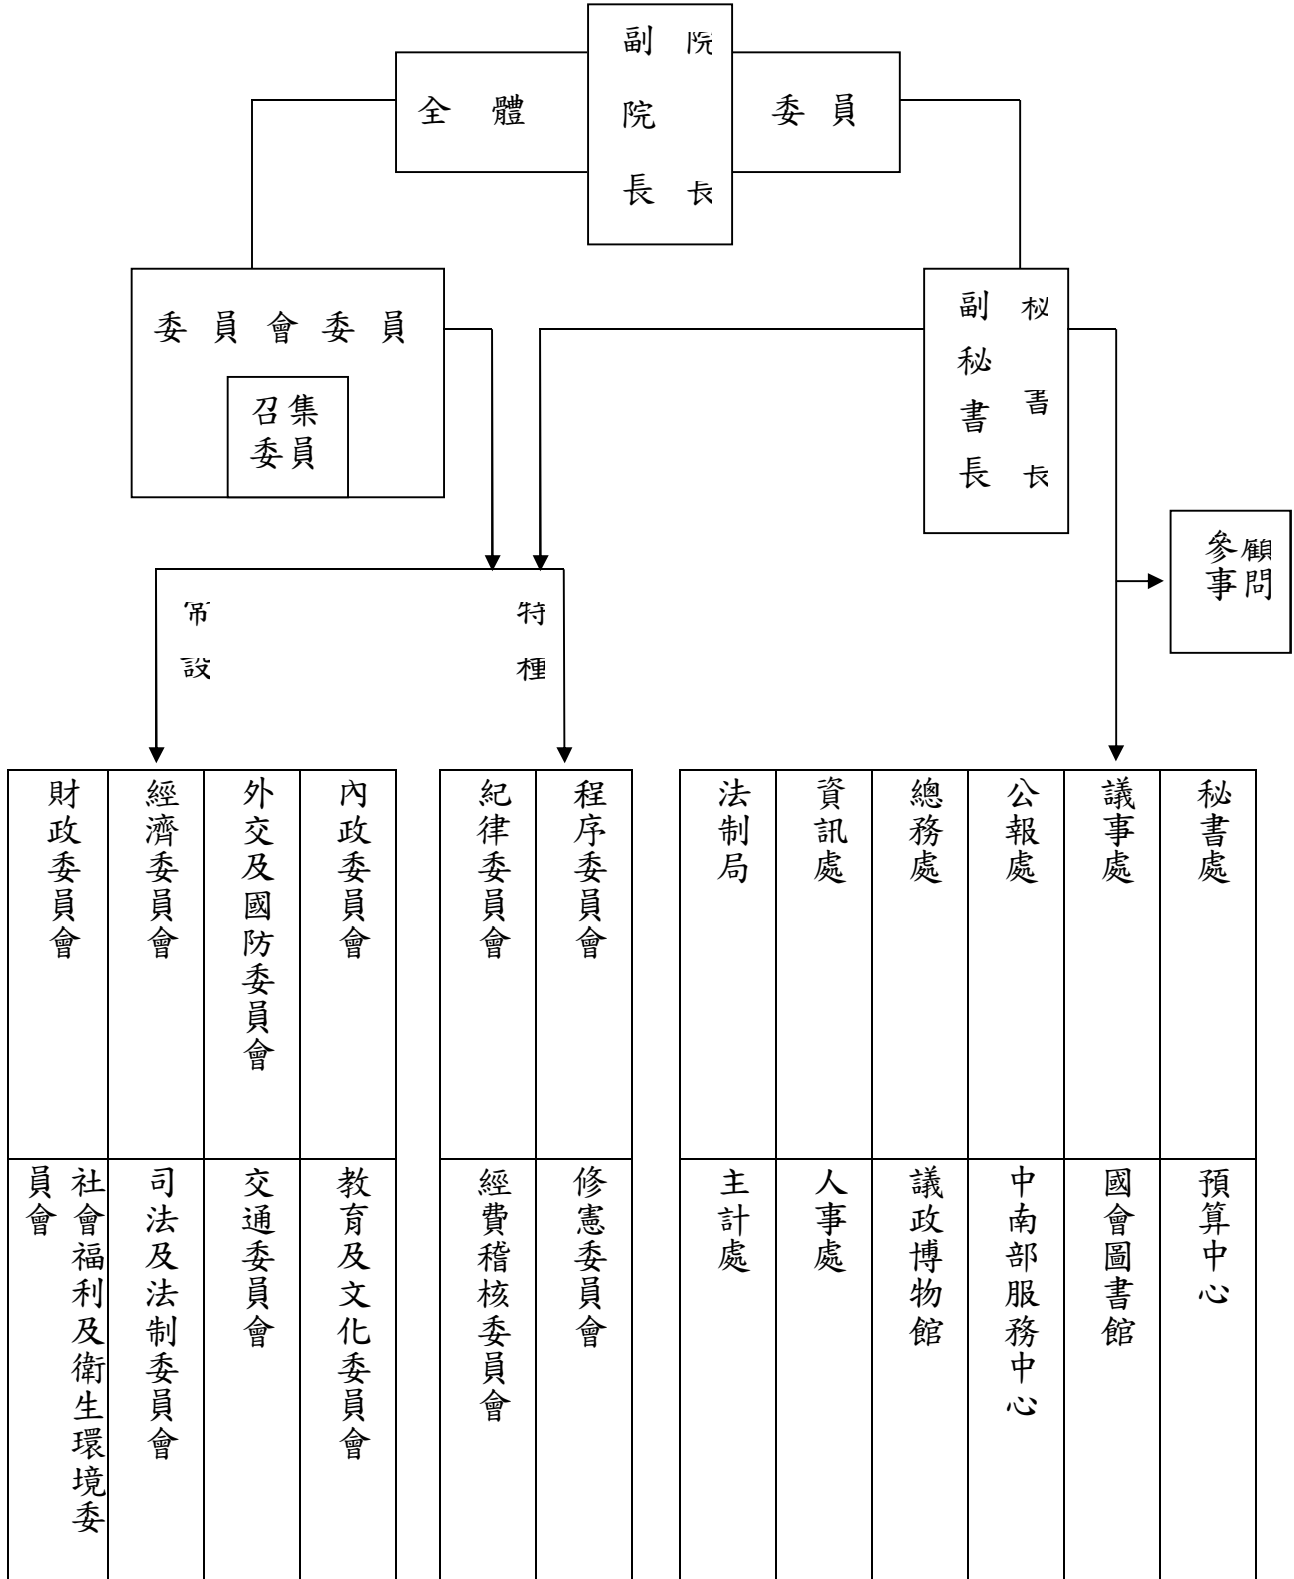 院長
副院長
全體
委員
委員會委員
召集
委員
秘書長
副秘書長
顧問
參事
常設
特種
秘書處
議事處
公報處
總務處
資訊處
法制局
預算中心
國會圖書館
中南部服務中心
議政博物館
人事處
主計處
程序委員會
紀律委員會
修憲委員會
經費稽核委員會
內政委員會
外交及國防委員會
經濟委員會
財政委員會
教育及文化委員會
交通委員會
司法及法制委員會
社會福利及衛生環境委
員會